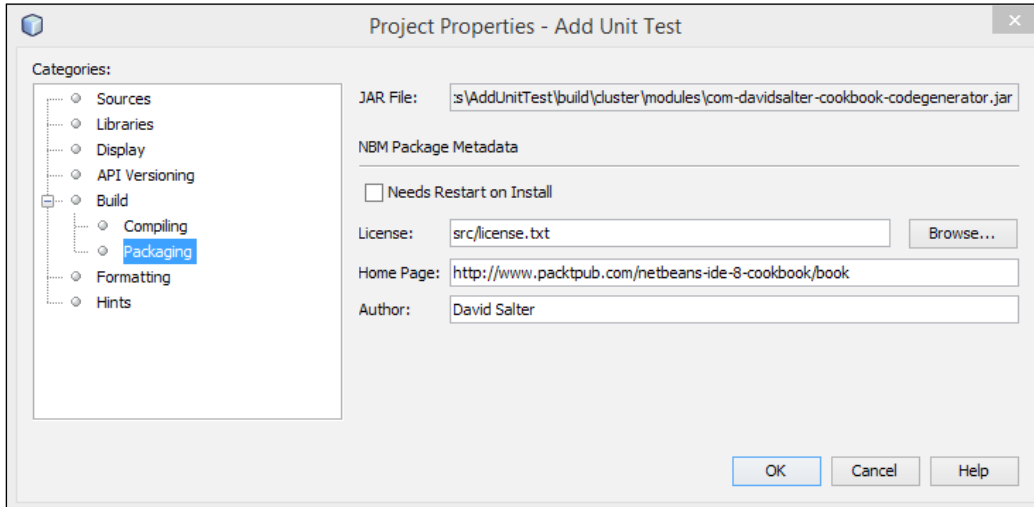 Project Properties - Add Unit Test
Categories:
Sources
Libraries
Display
API Versioning
Build
Compiling
Packaging
Formatting
Hints
JAR File: :s\AddUnitTest\build\cluster\modules\com-davidsalter-cookbook-codegenerator.jar
NBM Package Metadata
Needs Restart on Install
License: src/license.txt Browse...
Home Page: http://www.packtpub.com/netbeans-ide-8-cookbook/book
Author: David Salter
OK Cancel Help